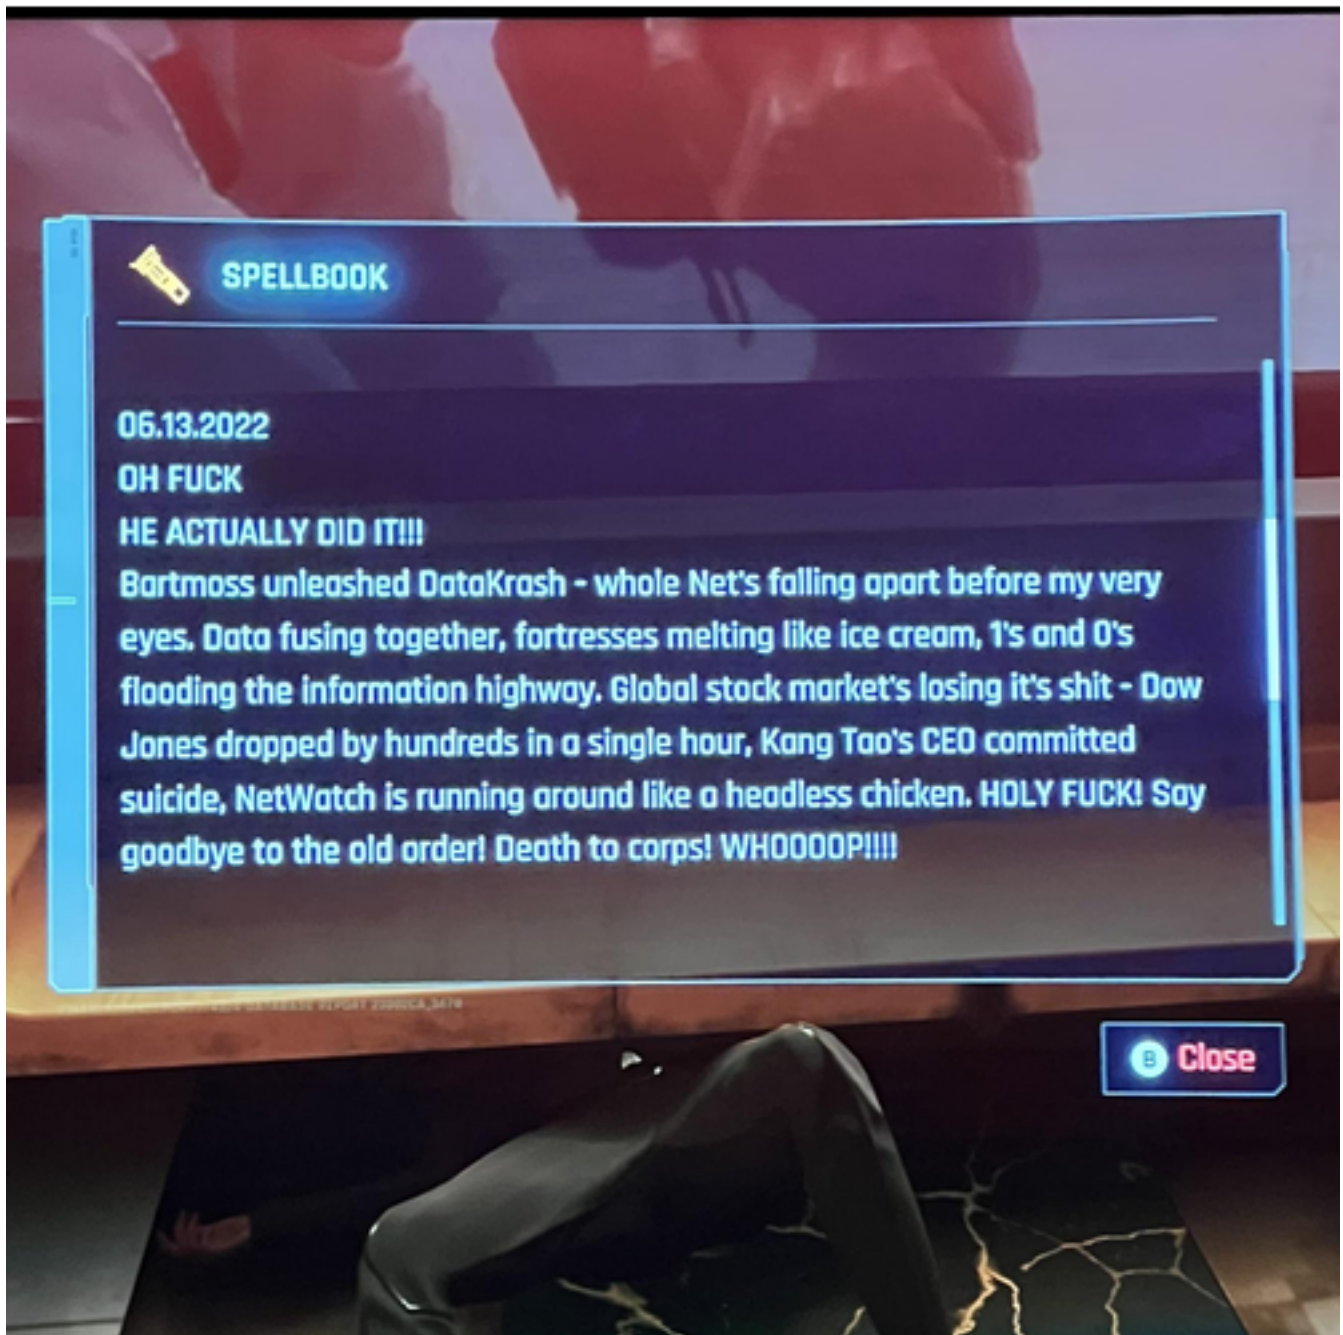 SPELLBOOK
06.13.2022
OH FUCK
HE ACTUALLY DID IT!!!
Bartmoss unleashed DataKrash - whole Net's falling apart before my very
eyes. Data fusing together, fortresses melting like ice cream, 1's and 0's
flooding the information highway. Global stock market's losing it's shit - Dow
Jones dropped by hundreds in a single hour, Kang Tao's CEO committed
suicide, NetWatch is running around like a headless chicken. HOLY FUCK! Say
goodbye to the old order! Death to corps! WHOOOOP!!!!
B Close